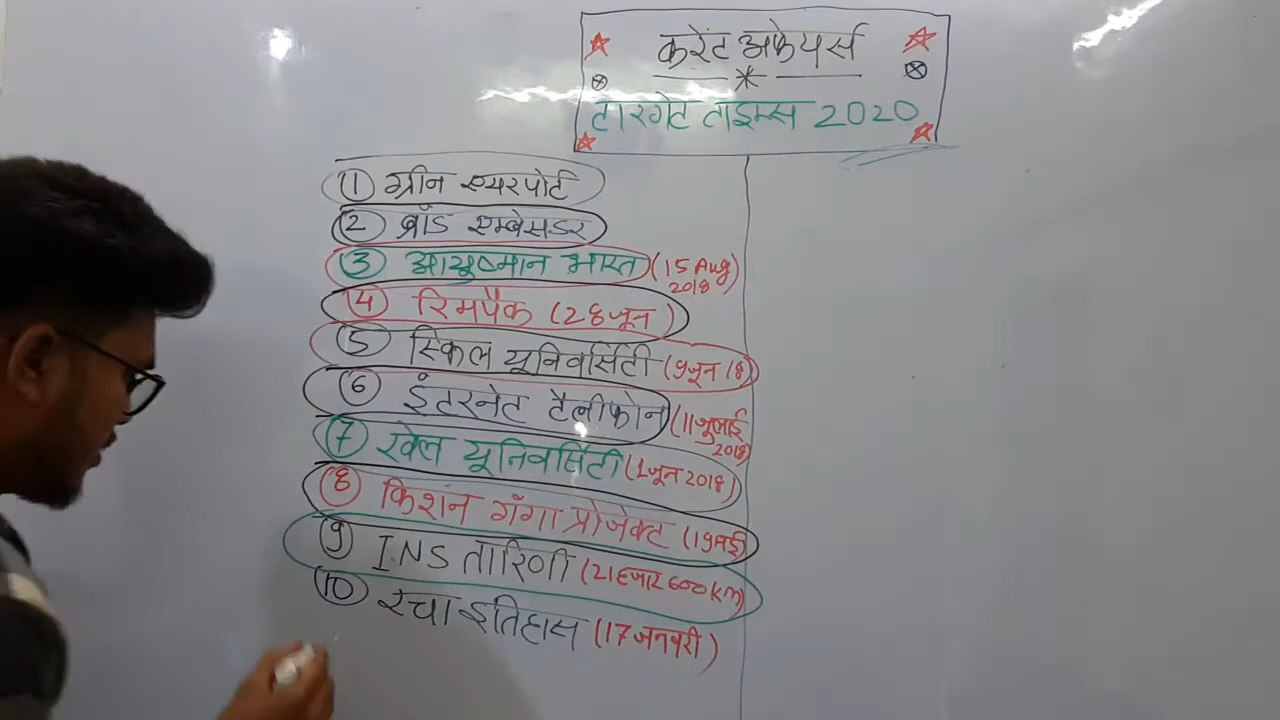 करेंट अफेयर्स
टारगेट टाइम्स 2020
① ग्रीन एयरपोर्ट
② ब्रॉड एम्बेसडर
③ आयुष्मान भारत (15 Aug 2018)
④ रिमपैक (28 जून)
⑤ स्किल यूनिवर्सिटी (9 जून 18)
⑥ इंटरनेट टैलीफोन (11 जुलाई 2018)
⑦ खेल यूनिवर्सिटी (1 जून 2018)
⑧ किशन गँगा प्रोजेक्ट (19 मई)
⑨ I.N.S तारिणी (21 हजार 600 km)
⑩ रचा इतिहास (17 जनवरी)